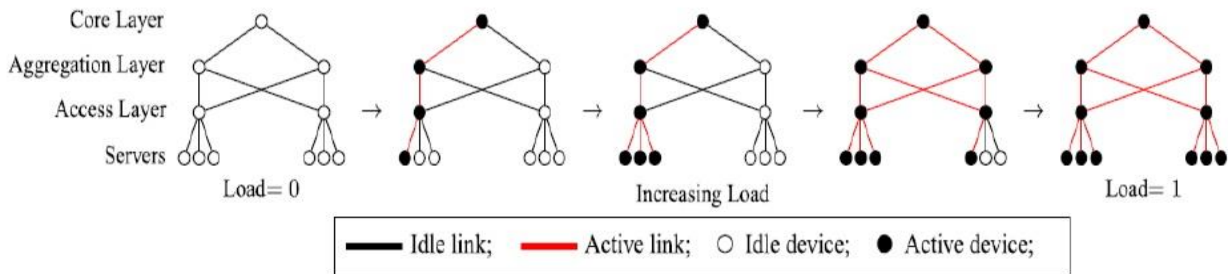 Core Layer
Aggregation Layer
Access Layer
→ → → →
Servers
Load= 0 Increasing Load Load= 1
Idle link; Active link; Idle device; Active device;